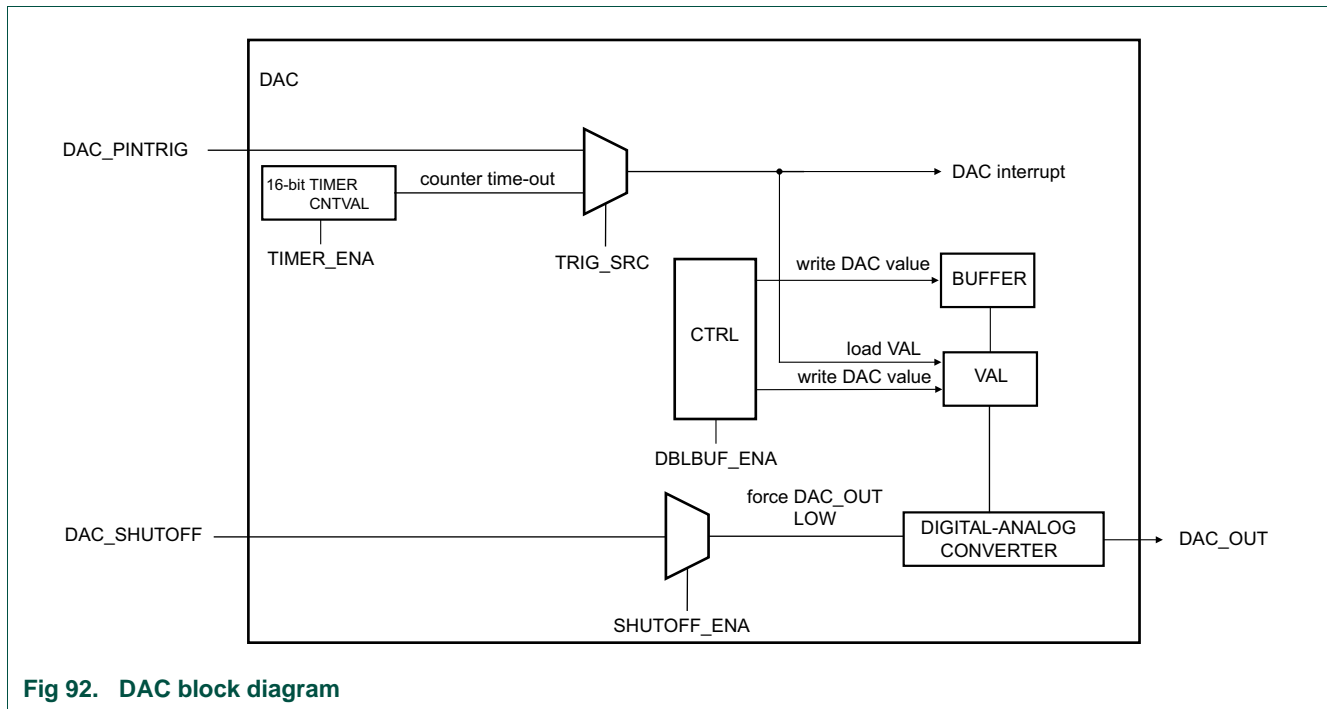 DAC
DAC_PINTRIG
16-bit TIMER
CNTVAL
counter time-out
DAC interrupt
TIMER_ENA
TRIG_SRC
write DAC value
BUFFER
CTRL
load VAL
write DAC value
VAL
DBLBUF_ENA
force DAC_OUT
LOW
DAC_SHUTOFF
DIGITAL-ANALOG
CONVERTER
DAC_OUT
SHUTOFF_ENA
Fig 92. DAC block diagram